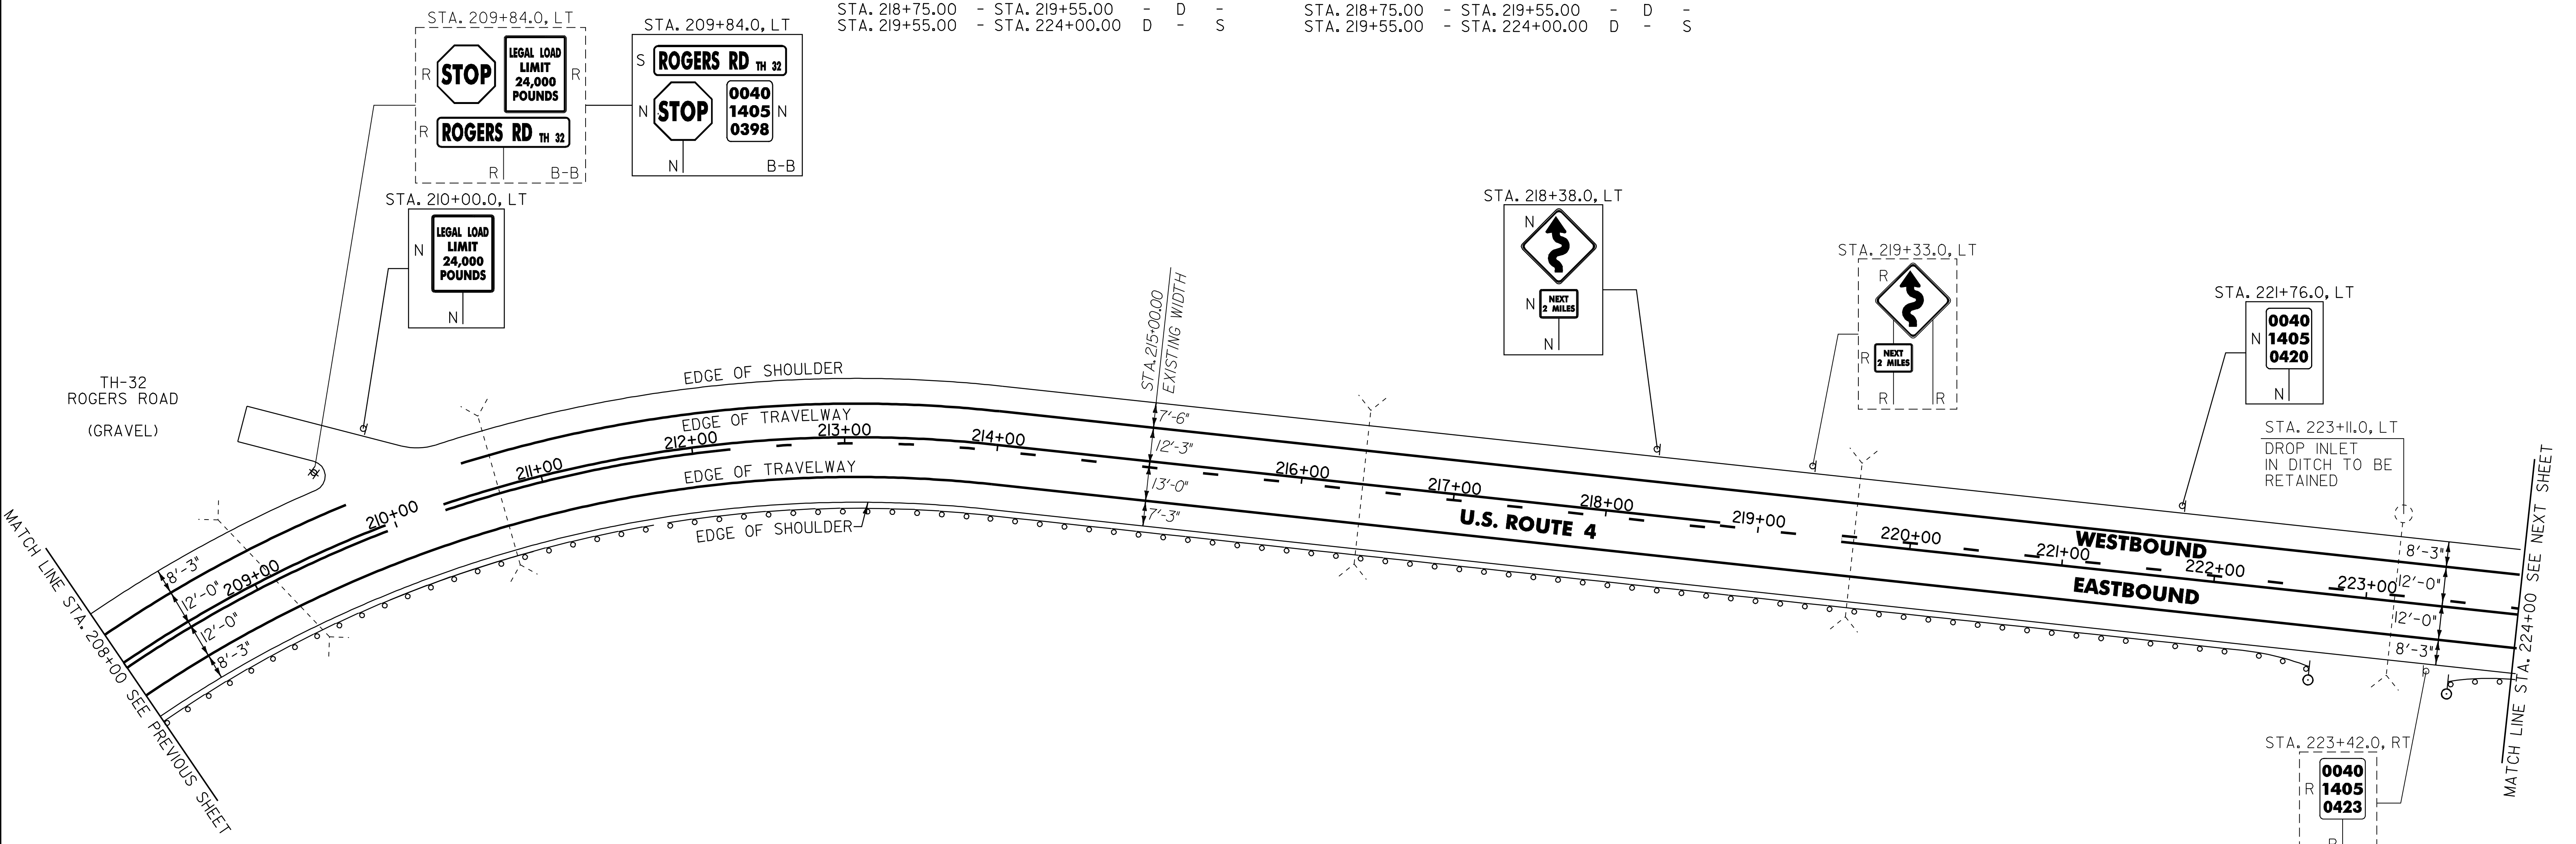 STA. 218+75.00 - STA. 219+55.00 - D -
STA. 219+55.00 - STA. 224+00.00 D - S
STA. 218+75.00 - STA. 219+55.00 - D -
STA. 219+55.00 - STA. 224+00.00 D - S
STA. 209+84.0, LT
R STOP
LEGAL LOAD
LIMIT
24,000
POUNDS
R
R ROGERS RD TH 32
R B-B
STA. 209+84.0, LT
S ROGERS RD TH 32
N STOP
0040
1405
0398
N
N B-B
STA. 210+00.0, LT
N
LEGAL LOAD
LIMIT
24,000
POUNDS
N
STA. 218+38.0, LT
N
N
NEXT
2 MILES
N
STA. 219+33.0, LT
R
R
NEXT
2 MILES
R R
STA. 221+76.0, LT
N
0040
1405
0420
N
TH-32
ROGERS ROAD
(GRAVEL)
STA. 223+11.0, LT
DROP INLET
IN DITCH TO BE
RETAINED
STA. 215+00.00
EXISTING WIDTH
EDGE OF SHOULDER
EDGE OF TRAVELWAY
EDGE OF TRAVELWAY
EDGE OF SHOULDER
209+00
210+00
211+00
212+00
213+00
214+00
216+00
217+00
218+00
219+00
220+00
221+00
222+00
223+00
8'-3"
12'-0"
12'-0"
8'-3"
7'-6"
12'-3"
13'-0"
7'-3"
8'-3"
12'-0"
12'-0"
8'-3"
U.S. ROUTE 4
WESTBOUND
EASTBOUND
MATCH LINE STA. 208+00 SEE PREVIOUS SHEET
MATCH LINE STA. 224+00 SEE NEXT SHEET
STA. 223+42.0, RT
R
0040
1405
0423